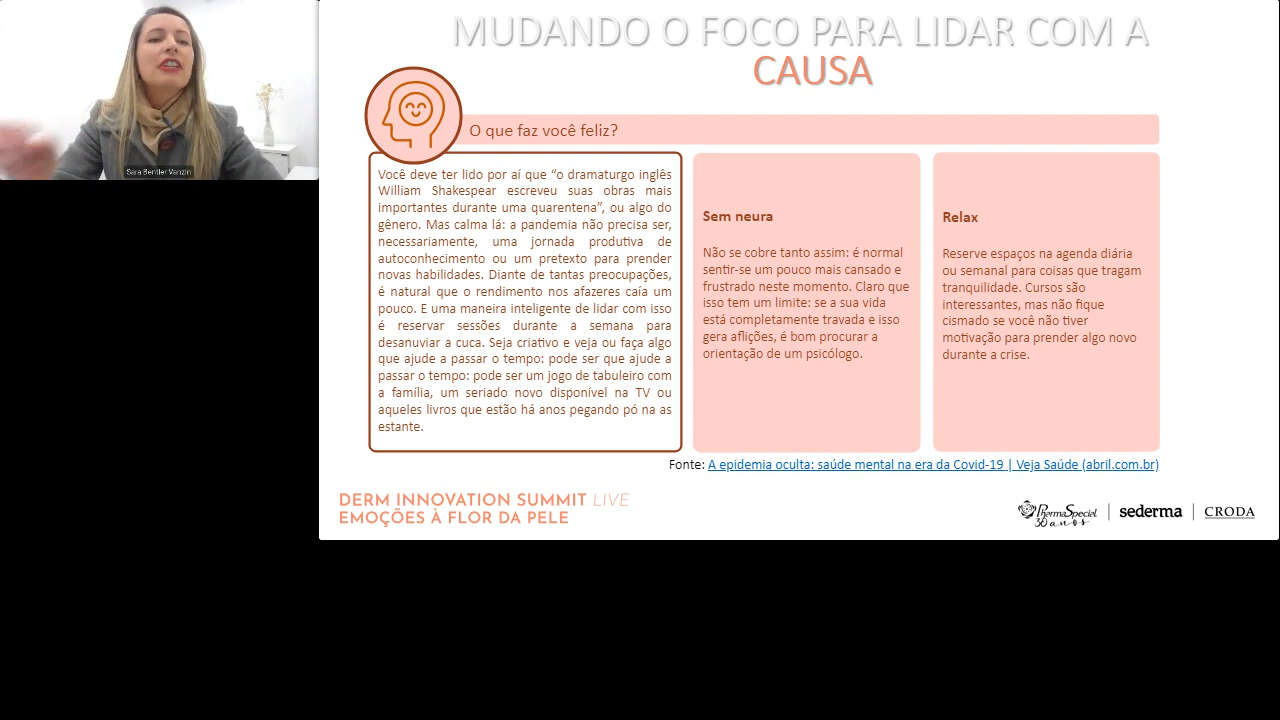 MUDANDO O FOCO PARA LIDAR COM A
CAUSA
O que faz você feliz?
Sara Bentler Vanzin
Você deve ter lido por aí que “o dramaturgo inglês
William Shakespear escreveu suas obras mais
importantes durante uma quarentena”, ou algo do
gênero. Mas calma lá: a pandemia não precisa ser,
necessariamente, uma jornada produtiva de
autoconhecimento ou um pretexto para prender
novas habilidades. Diante de tantas preocupações,
é natural que o rendimento nos afazeres caía um
pouco. E uma maneira inteligente de lidar com isso
é reservar sessões durante a semana para
desanuviar a cuca. Seja criativo e veja ou faça algo
que ajude a passar o tempo: pode ser que ajude a
passar o tempo: pode ser um jogo de tabuleiro com
a família, um seriado novo disponível na TV ou
aqueles livros que estão há anos pegando pó na as
estante.
Sem neura
Não se cobre tanto assim: é normal
sentir-se um pouco mais cansado e
frustrado neste momento. Claro que
isso tem um limite: se a sua vida
está completamente travada e isso
gera aflições, é bom procurar a
orientação de um psicólogo.
Relax
Reserve espaços na agenda diária
ou semanal para coisas que tragam
tranquilidade. Cursos são
interessantes, mas não fique
cismado se você não tiver
motivação para prender algo novo
durante a crise.
Fonte: A epidemia oculta: saúde mental na era da Covid-19 | Veja Saúde (abril.com.br)
DERM INNOVATION SUMMIT LIVE
EMOÇÕES À FLOR DA PELE
PharmaSpecial
30 anos
sederma
CRODA